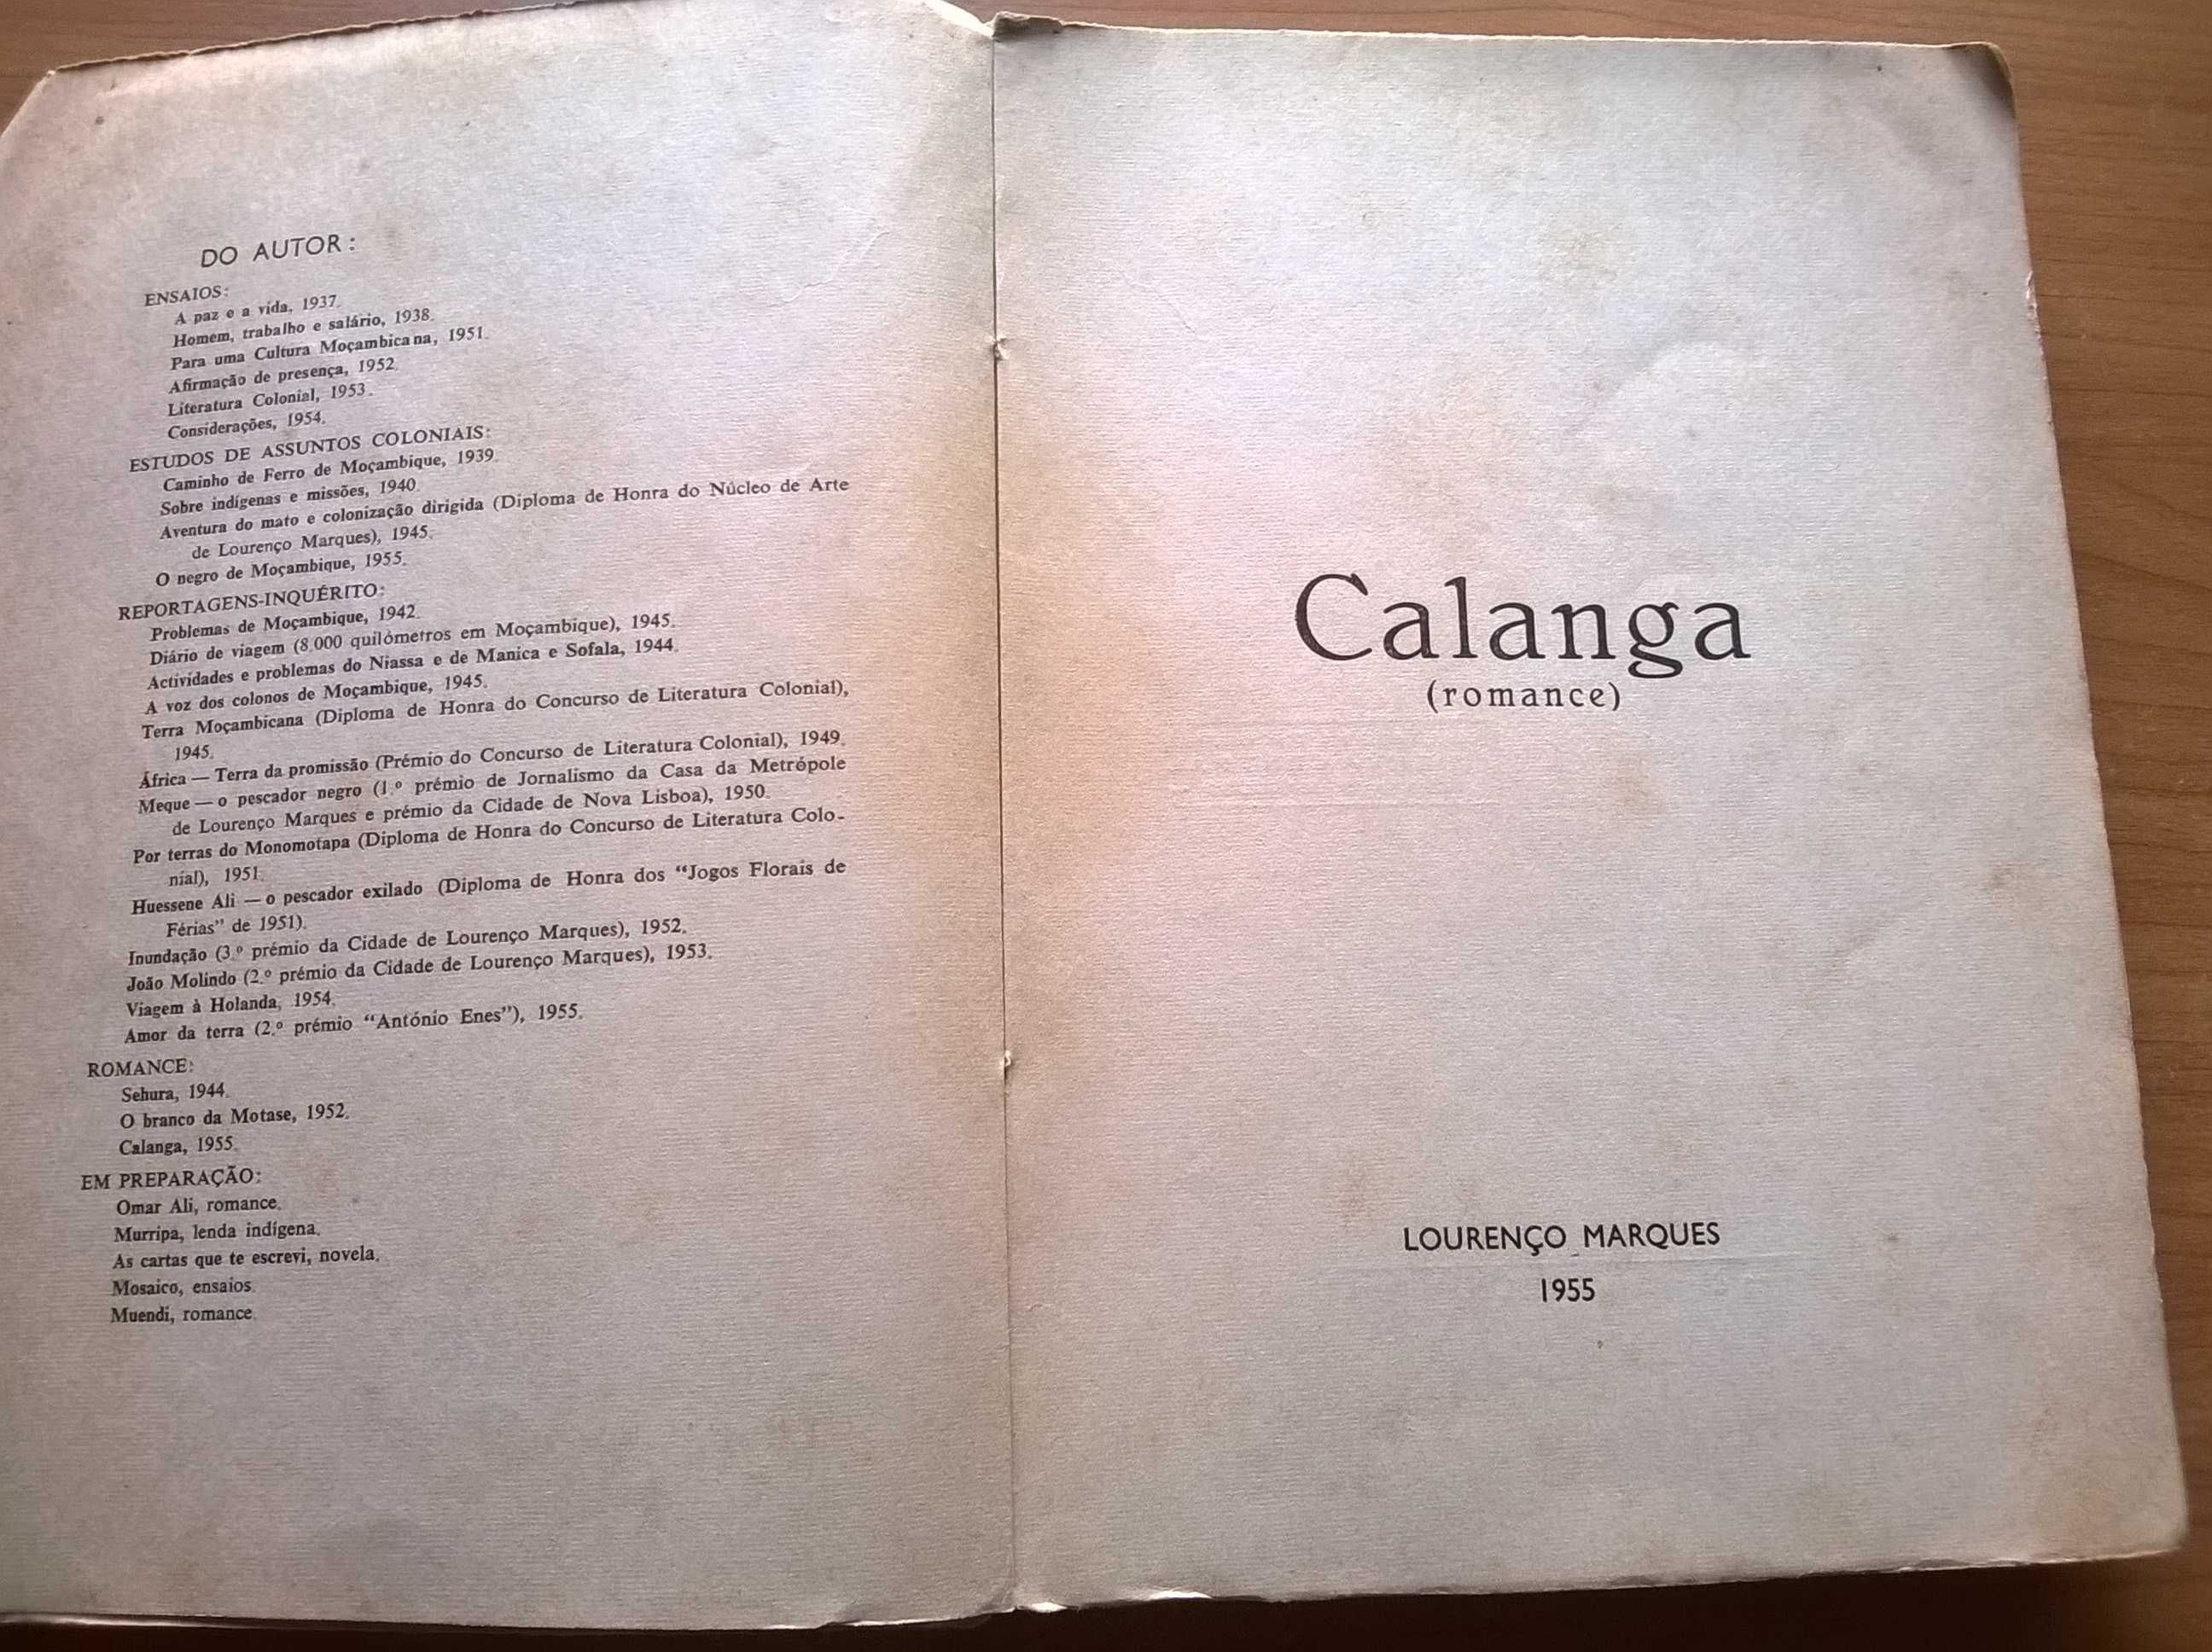 DO AUTOR:
ENSAIOS:
A paz e a vida, 1937.
Homem, trabalho e salário, 1938.
Para uma Cultura Moçambicana, 1951.
Afirmação de presença, 1952.
Literatura Colonial, 1953.
Considerações, 1954.
ESTUDOS DE ASSUNTOS COLONIAIS:
Caminho de Ferro de Moçambique, 1939.
Sobre indígenas e missões, 1940.
Aventura do mato e colonização dirigida (Diploma de Honra do Núcleo de Arte
de Lourenço Marques), 1945.
O negro de Moçambique, 1955.
REPORTAGENS-INQUÉRITO:
Problemas de Moçambique, 1942.
Diário de viagem (8.000 quilómetros em Moçambique), 1945.
Actividades e problemas do Niassa e de Manica e Sofala, 1944.
A voz dos colonos de Moçambique, 1945.
Terra Moçambicana (Diploma de Honra do Concurso de Literatura Colonial),
1945.
África — Terra da promissão (Prémio do Concurso de Literatura Colonial), 1949.
Meque — o pescador negro (1.º prémio de Jornalismo da Casa da Metrópole
de Lourenço Marques e prémio da Cidade de Nova Lisboa), 1950.
Por terras do Monomotapa (Diploma de Honra do Concurso de Literatura Colo-
nial), 1951.
Huessene Ali — o pescador exilado (Diploma de Honra dos "Jogos Florais de
Férias" de 1951).
Inundação (3.º prémio da Cidade de Lourenço Marques), 1952.
João Molindo (2.º prémio da Cidade de Lourenço Marques), 1953.
Viagem à Holanda, 1954.
Amor da terra (2.º prémio "António Enes"), 1955.
ROMANCE:
Sehura, 1944.
O branco da Motase, 1952.
Calanga, 1955.
EM PREPARAÇÃO:
Omar Ali, romance.
Murripa, lenda indígena.
As cartas que te escrevi, novela.
Mosaico, ensaios.
Muendi, romance.
Calanga
(romance)
LOURENÇO MARQUES
1955